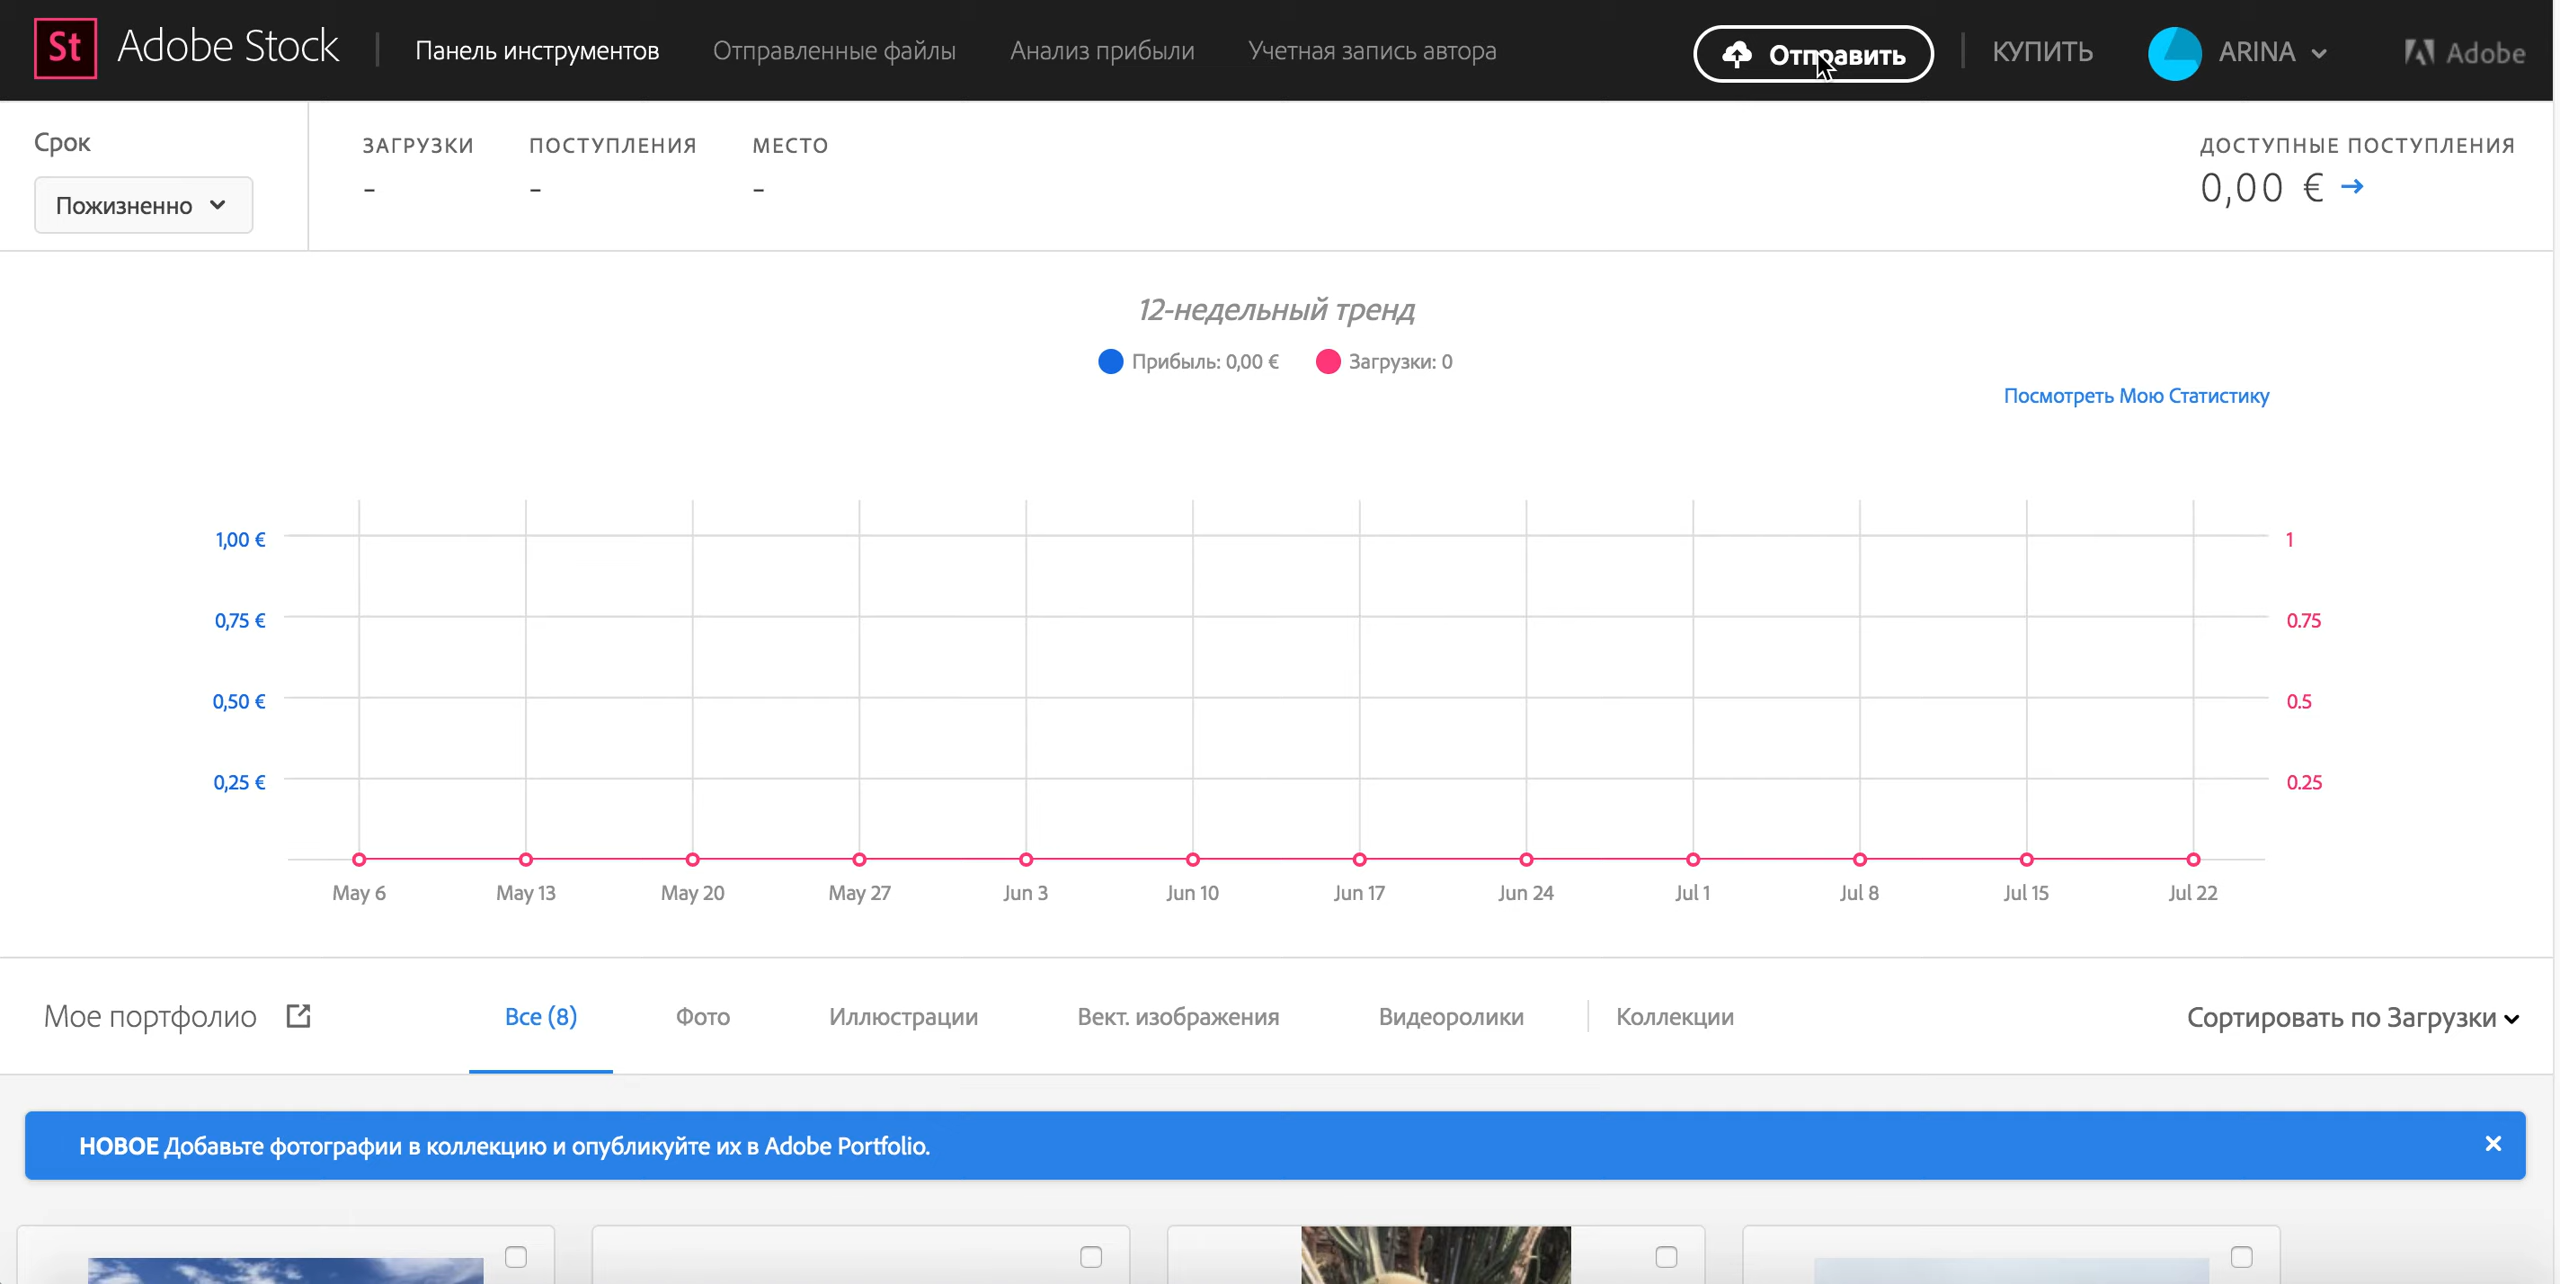 St Adobe Stock Панель инструментов Отправленные файлы Анализ прибыли Учетная запись автора Отправить КУПИТЬ ARINA Adobe
Срок
Пожизненно
ЗАГРУЗКИ ПОСТУПЛЕНИЯ МЕСТО
- - -
ДОСТУПНЫЕ ПОСТУПЛЕНИЯ
0,00 € →
12-недельный тренд
Прибыль: 0,00 € Загрузки: 0
Посмотреть Мою Статистику
1,00 € 1
0,75 € 0.75
0,50 € 0.5
0,25 € 0.25
May 6 May 13 May 20 May 27 Jun 3 Jun 10 Jun 17 Jun 24 Jul 1 Jul 8 Jul 15 Jul 22
Мое портфолио Все (8) Фото Иллюстрации Вект. изображения Видеоролики Коллекции Сортировать по Загрузки
НОВОЕ Добавьте фотографии в коллекцию и опубликуйте их в Adobe Portfolio.